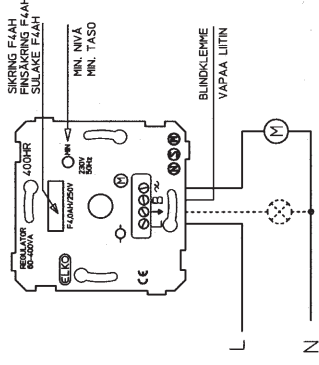 SIKRING F4AH
FINSÄKRING F4AH
SULAKE F4AH
MIN. NIVÅ
MIN. TASO
BLINDKLEMME
VAPAA LIITIN
REGULATOR 400HR
60-400VA
F4,0AH/250V
MIN
230V
50Hz
M
B
ELKO
CE
N S D
M
L
N